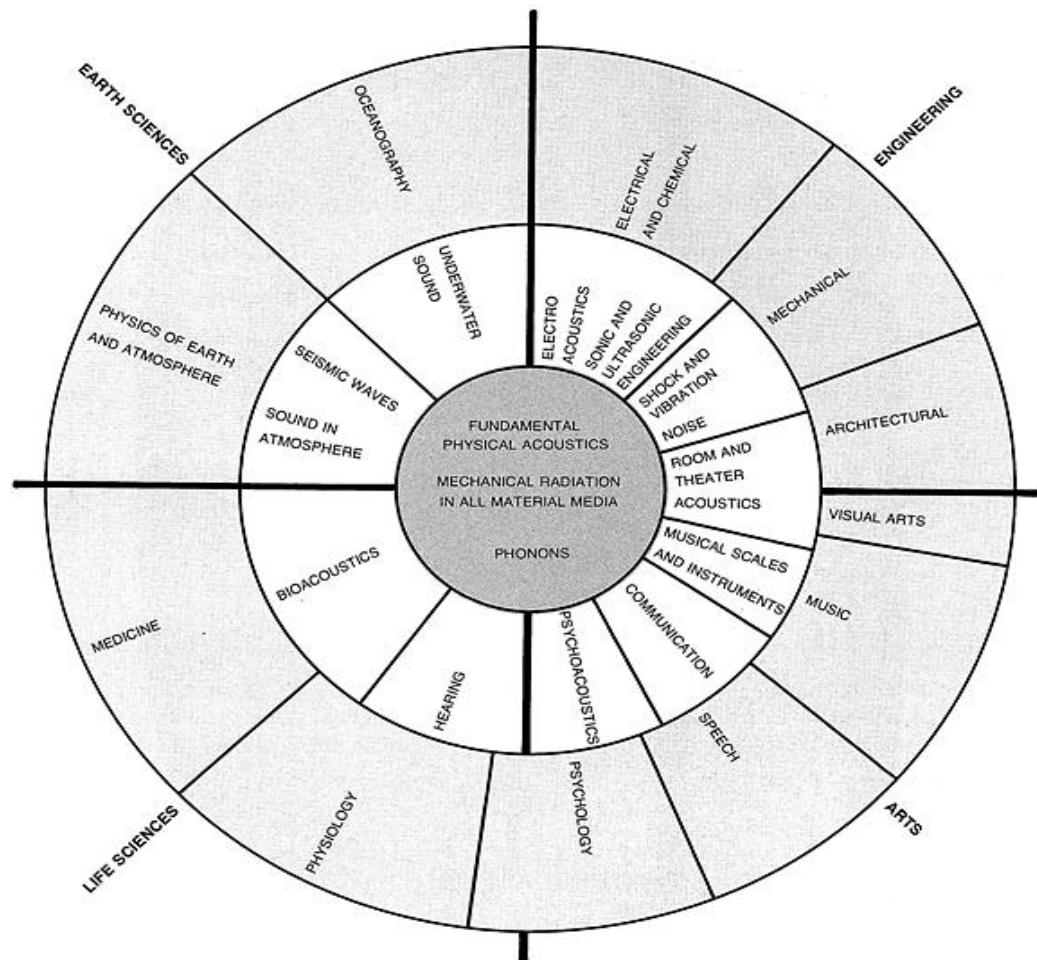 EARTH SCIENCES
ENGINEERING
OCEANOGRAPHY
ELECTRICAL
AND CHEMICAL
MECHANICAL
ARCHITECTURAL
PHYSICS OF EARTH
AND ATMOSPHERE
UNDERWATER
SOUND
ELECTRO
ACOUSTICS
SONIC AND
ULTRASONIC
ENGINEERING
SHOCK AND
VIBRATION
NOISE
SEISMIC WAVES
SOUND IN
ATMOSPHERE
ROOM AND
THEATER
ACOUSTICS
FUNDAMENTAL
PHYSICAL ACOUSTICS
MECHANICAL RADIATION
IN ALL MATERIAL MEDIA
PHONONS
VISUAL ARTS
MUSICAL SCALES
AND INSTRUMENTS
MUSIC
BIOACOUSTICS
COMMUNICATION
MEDICINE
HEARING
PSYCHOACOUSTICS
SPEECH
PHYSIOLOGY
PSYCHOLOGY
LIFE SCIENCES
ARTS